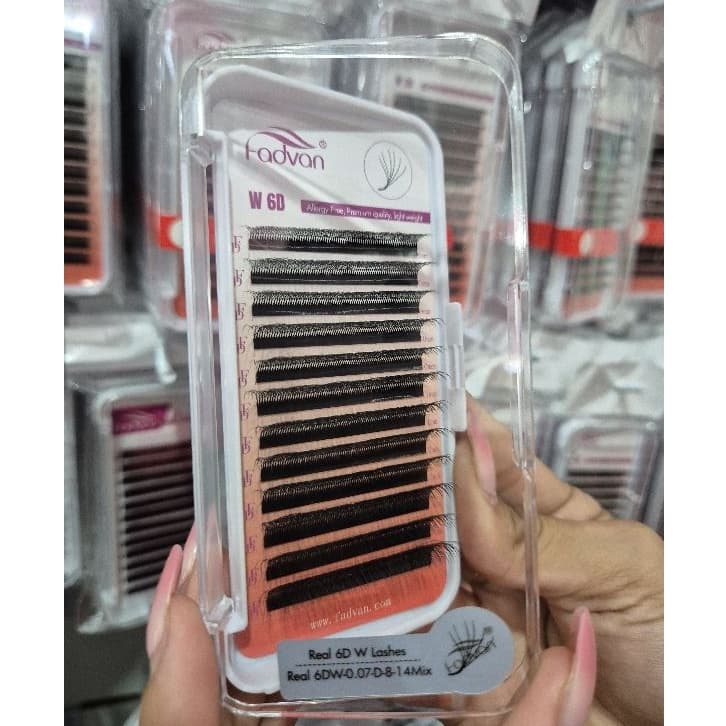 Fadvan®
W 6D
Allergy Free, Premium quality, light weight
www.fadvan.com
Real 6D W Lashes
Real 6DW-0.07-D-8-14Mix
Fadvan®